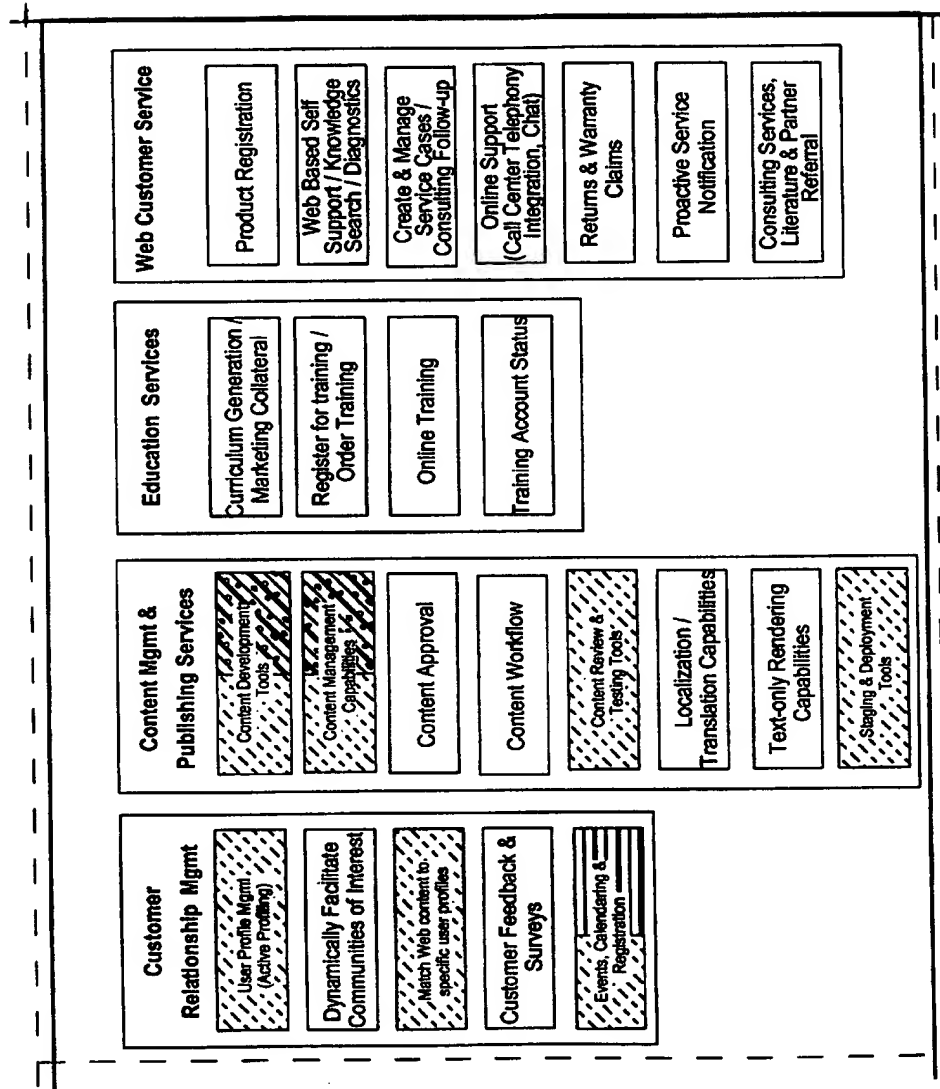 Customer
Relationship Mgmt
User Profile Mgmt
(Active Profiling)
Dynamically Facilitate
Communities of Interest
Match Web content to
specific user profiles
Customer Feedback &
Surveys
Events, Calendaring &
Registration
Content Mgmt &
Publishing Services
Content Development
Tools
Content Management
Capabilities
Content Approval
Content Workflow
Content Review &
Testing Tools
Localization /
Translation Capabilities
Text-only Rendering
Capabilities
Staging & Deployment
Tools
Education Services
Curriculum Generation /
Marketing Collateral
Register for training /
Order Training
Online Training
Training Account Status
Web Customer Service
Product Registration
Web Based Self
Support / Knowledge
Search / Diagnostics
Create & Manage
Service Cases /
Consulting Follow-up
Online Support
(Call Center Telephony
Integration, Chat)
Returns & Warranty
Claims
Proactive Service
Notification
Consulting Services,
Literature & Partner
Referral